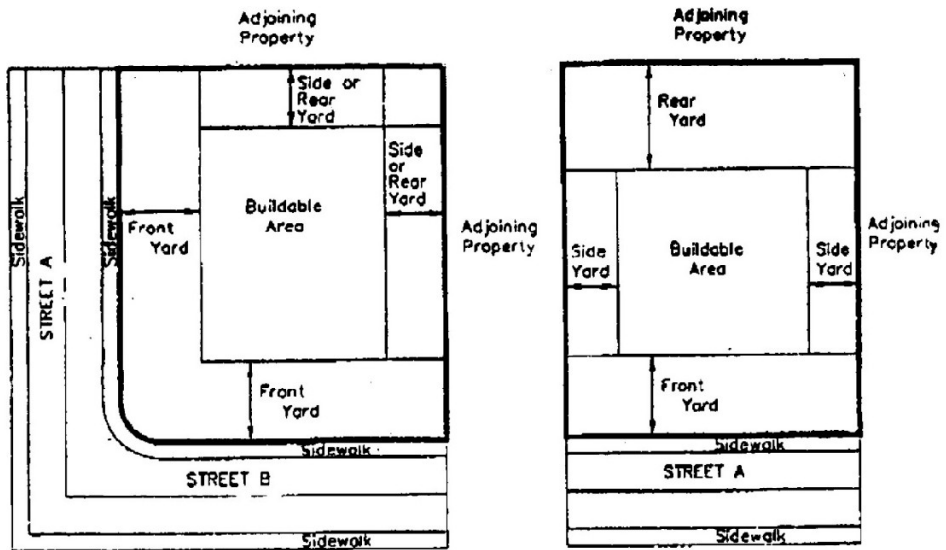 Adjoining
Property
Side or
Rear
Yard
Side
or
Rear
Yard
Sidewalk
STREET A
Sidewalk
Front
Yard
Buildable
Area
Adjoining
Property
Front
Yard
Sidewalk
STREET B
Sidewalk
Adjoining
Property
Rear
Yard
Side
Yard
Buildable
Area
Side
Yard
Adjoining
Property
Front
Yard
Sidewalk
STREET A
Sidewalk